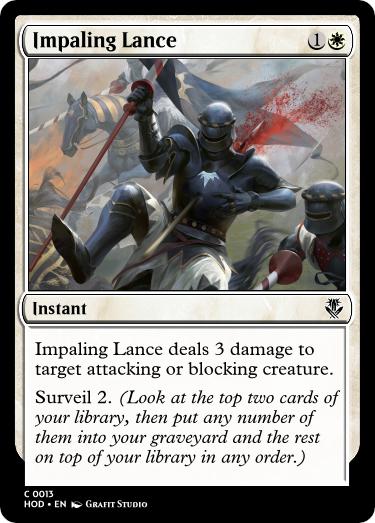 Impaling Lance 1
Instant
Impaling Lance deals 3 damage to
target attacking or blocking creature.
Surveil 2. (Look at the top two cards of
your library, then put any number of
them into your graveyard and the rest
on top of your library in any order.)
C 0013
HOD • EN Grafit Studio